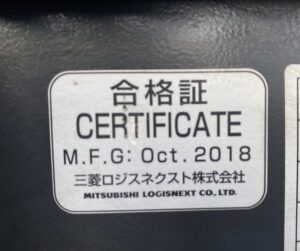 合格証
CERTIFICATE
M.F.G: Oct. 2018
三菱ロジスネクスト株式会社
MITSUBISHI LOGISNEXT CO., LTD.